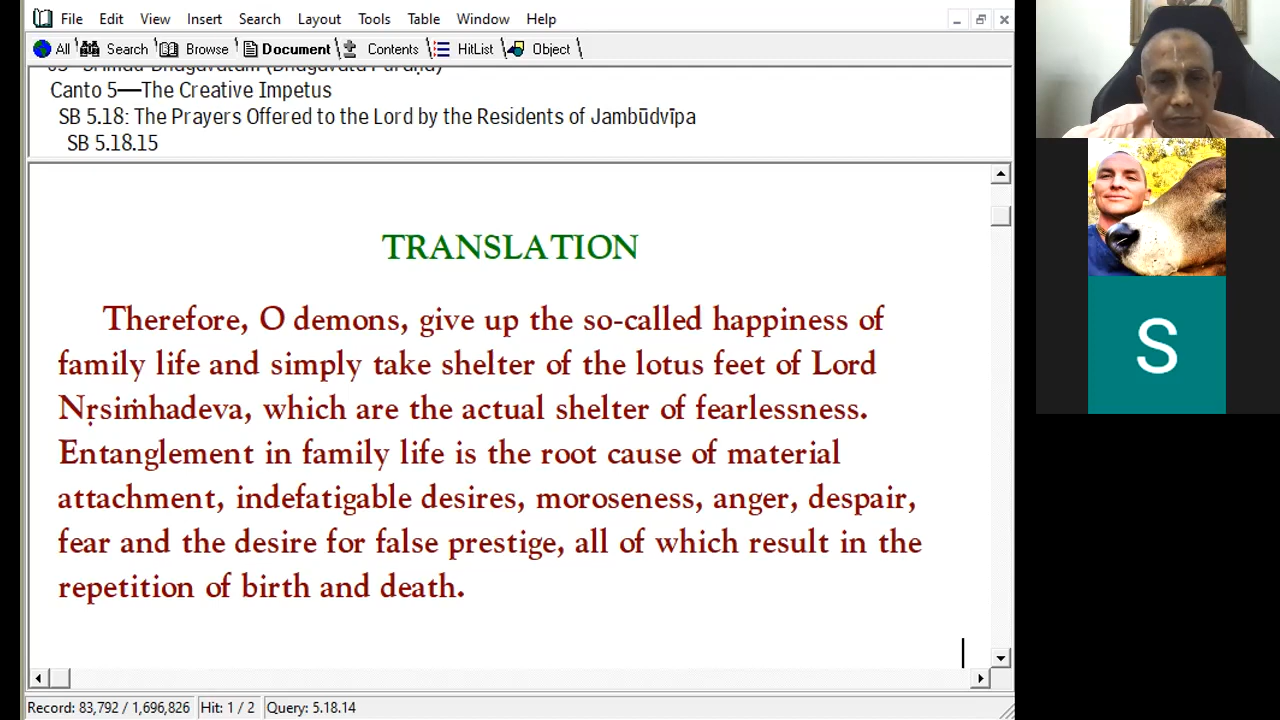 File Edit View Insert Search Layout Tools Table Window Help
All Search Browse Document Contents HitList Object
Canto 5—The Creative Impetus
SB 5.18: The Prayers Offered to the Lord by the Residents of Jambūdvīpa
SB 5.18.15
TRANSLATION
Therefore, O demons, give up the so-called happiness of
family life and simply take shelter of the lotus feet of Lord
Nṛsiṁhadeva, which are the actual shelter of fearlessness.
Entanglement in family life is the root cause of material
attachment, indefatigable desires, moroseness, anger, despair,
fear and the desire for false prestige, all of which result in the
repetition of birth and death.
Record: 83,792 / 1,696,826 Hit: 1 / 2 Query: 5.18.14
S